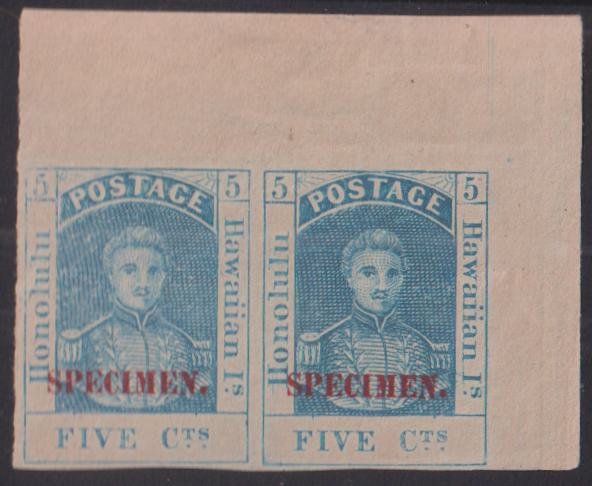 5 POSTAGE 5
Honolulu
Hawaiian Is.
SPECIMEN.
FIVE CTS
5 POSTAGE 5
Honolulu
Hawaiian Is.
SPECIMEN.
FIVE CTS